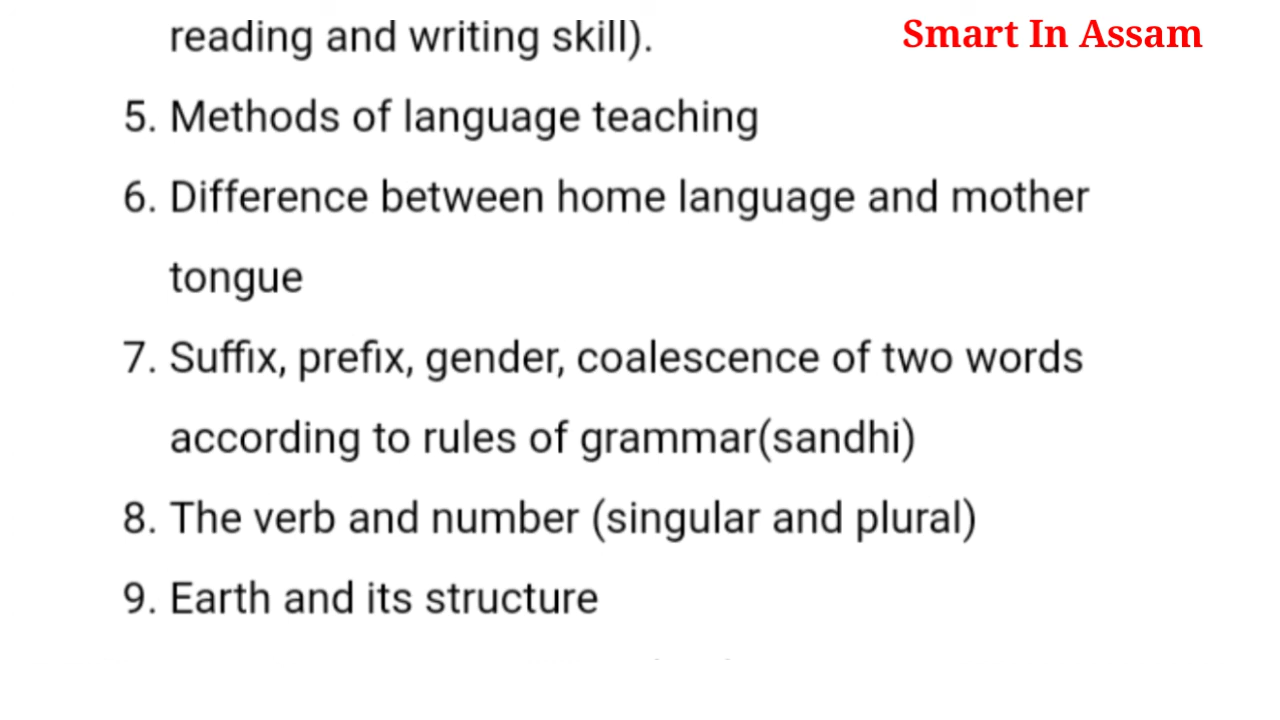 reading and writing skill).
Smart In Assam
5. Methods of language teaching
6. Difference between home language and mother
tongue
7. Suffix, prefix, gender, coalescence of two words
according to rules of grammar(sandhi)
8. The verb and number (singular and plural)
9. Earth and its structure